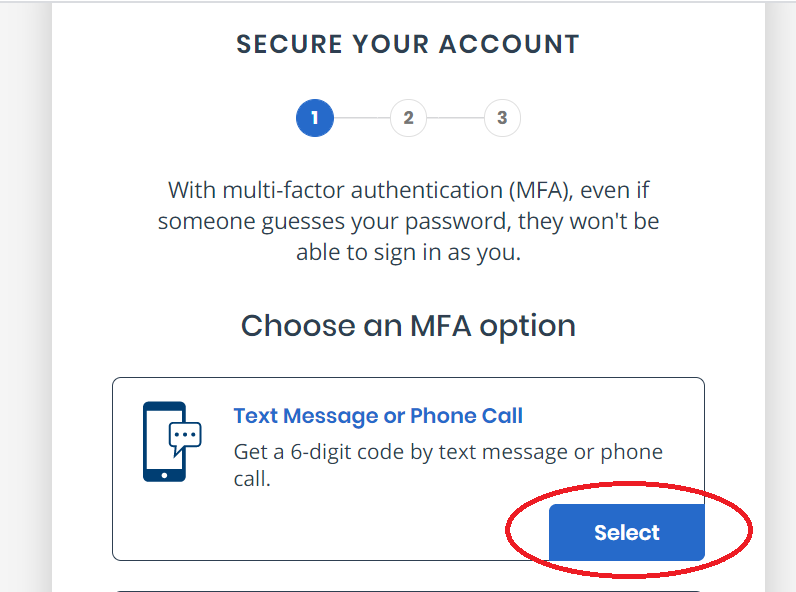 SECURE YOUR ACCOUNT
1 2 3
With multi-factor authentication (MFA), even if
someone guesses your password, they won't be
able to sign in as you.
Choose an MFA option
Text Message or Phone Call
Get a 6-digit code by text message or phone
call.
Select